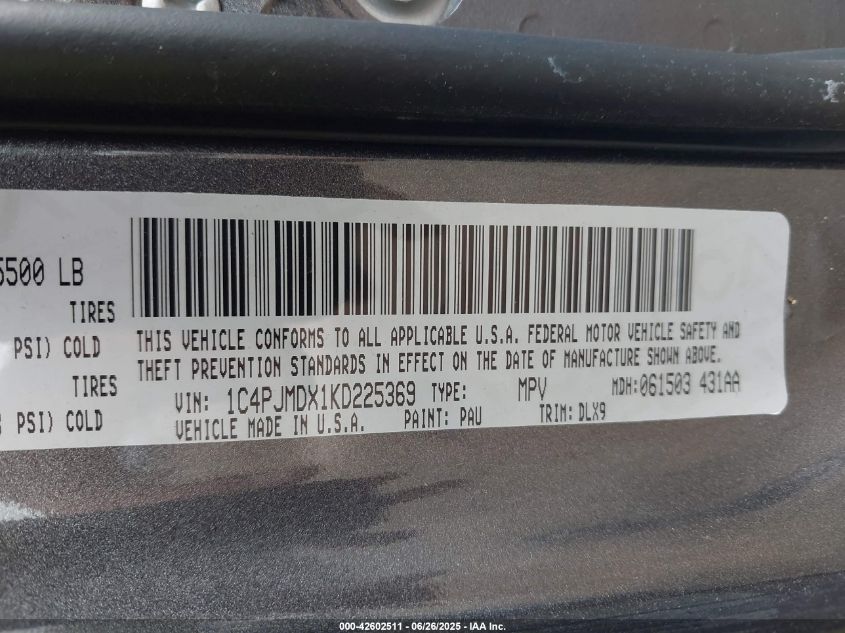 5500 LB
TIRES
PSI) COLD
TIRES
PSI) COLD
THIS VEHICLE CONFORMS TO ALL APPLICABLE U.S.A. FEDERAL MOTOR VEHICLE SAFETY AND
THEFT PREVENTION STANDARDS IN EFFECT ON THE DATE OF MANUFACTURE SHOWN ABOVE.
VIN: 1C4PJMDX1KD225369 TYPE: MPV MDH:061503 431AA
VEHICLE MADE IN U.S.A. PAINT: PAU TRIM: DLX9
000-42602511 - 06/26/2025 - IAA Inc.